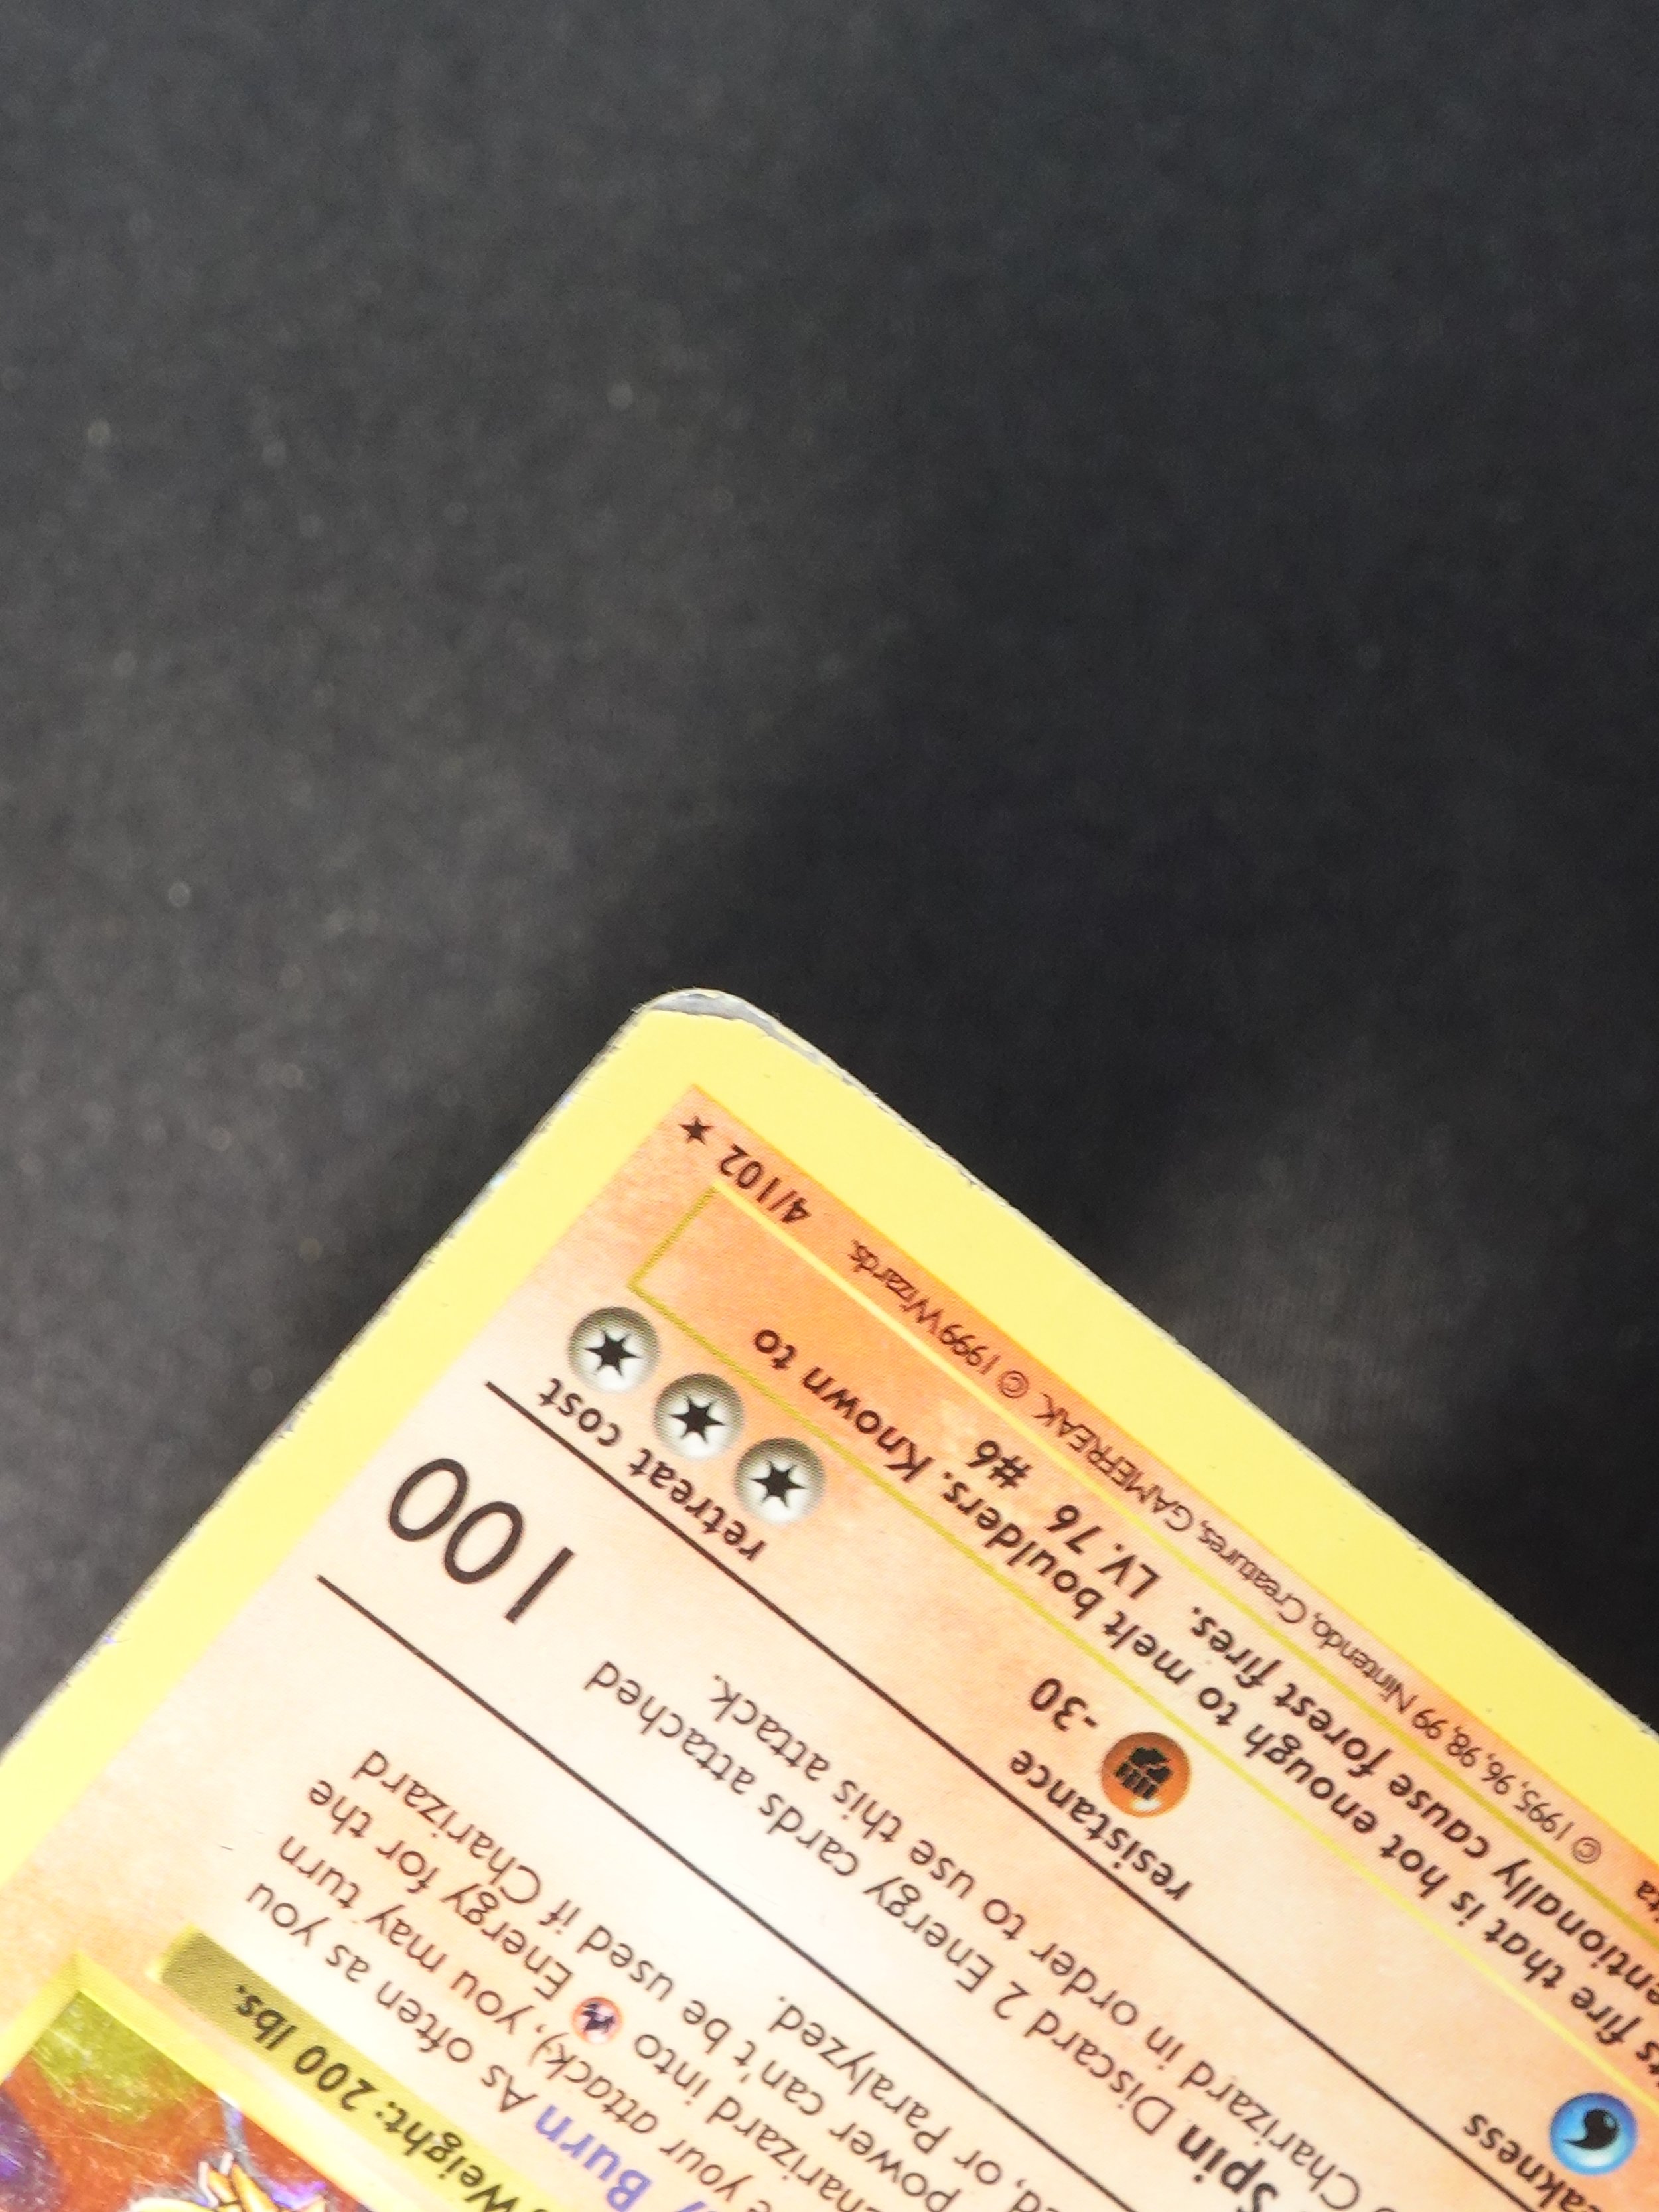 Weight: 200 lbs.
Burn As often as you
your attack), you may turn
into Energy for the
power can't be used if Charizard
or Paralyzed.
Spin Discard 2 Energy cards attached
Charizard in order to use this attack.
100
resistance
-30
retreat cost
fire that is hot enough to melt boulders. Known to
cause forest fires. LV. 76 #6
© 1995, 96, 98, 99 Nintendo, Creatures, GAMEFREAK. © 1999 Wizards.
4/102 ★